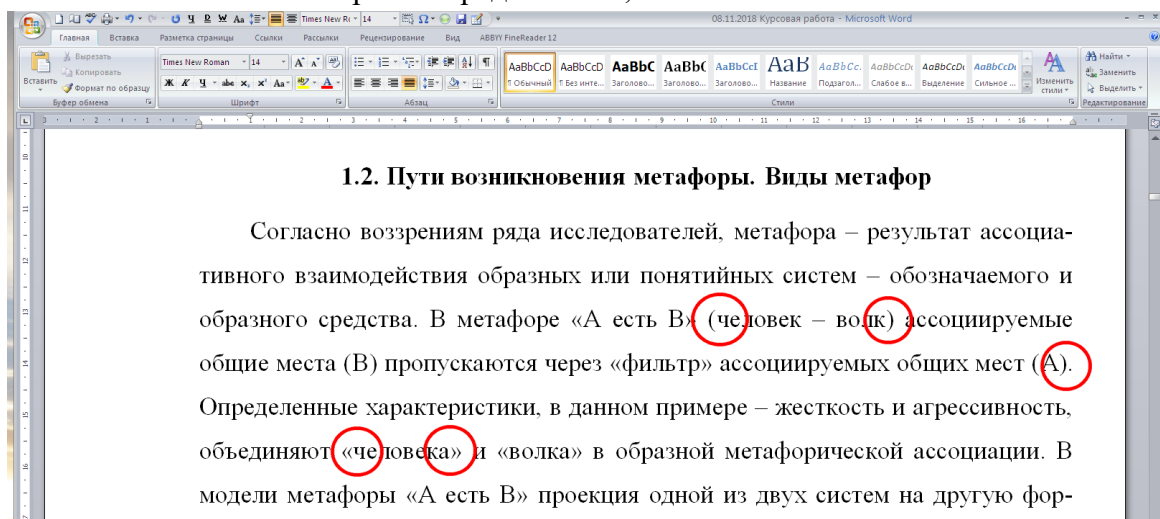 08.11.2018 Курсовая работа - Microsoft Word
Главная Вставка Разметка страницы Ссылки Рассылки Рецензирование Вид ABBYY FineReader 12
Вставить
Вырезать
Копировать
Формат по образцу
Буфер обмена
Times New Roman 14
Шрифт
Абзац
AaBbCcD AaBbCcD AaBbC AaBbC AaBbCcI AaB AaBbCc. AaBbCcDc AaBbCcDc AaBbCcDc
¶ Обычный ¶ Без инте... Заголово... Заголово... Заголово... Название Подзагол... Слабое в... Выделение Сильное ...
Изменить стили
Стили
Найти
Заменить
Выделить
Редактирование
1.2. Пути возникновения метафоры. Виды метафор
Согласно воззрениям ряда исследователей, метафора – результат ассоциа-
тивного взаимодействия образных или понятийных систем – обозначаемого и
образного средства. В метафоре «А есть В» (человек – волк) ассоциируемые
общие места (В) пропускаются через «фильтр» ассоциируемых общих мест (А).
Определенные характеристики, в данном примере – жесткость и агрессивность,
объединяют «человека» и «волка» в образной метафорической ассоциации. В
модели метафоры «А есть В» проекция одной из двух систем на другую фор-